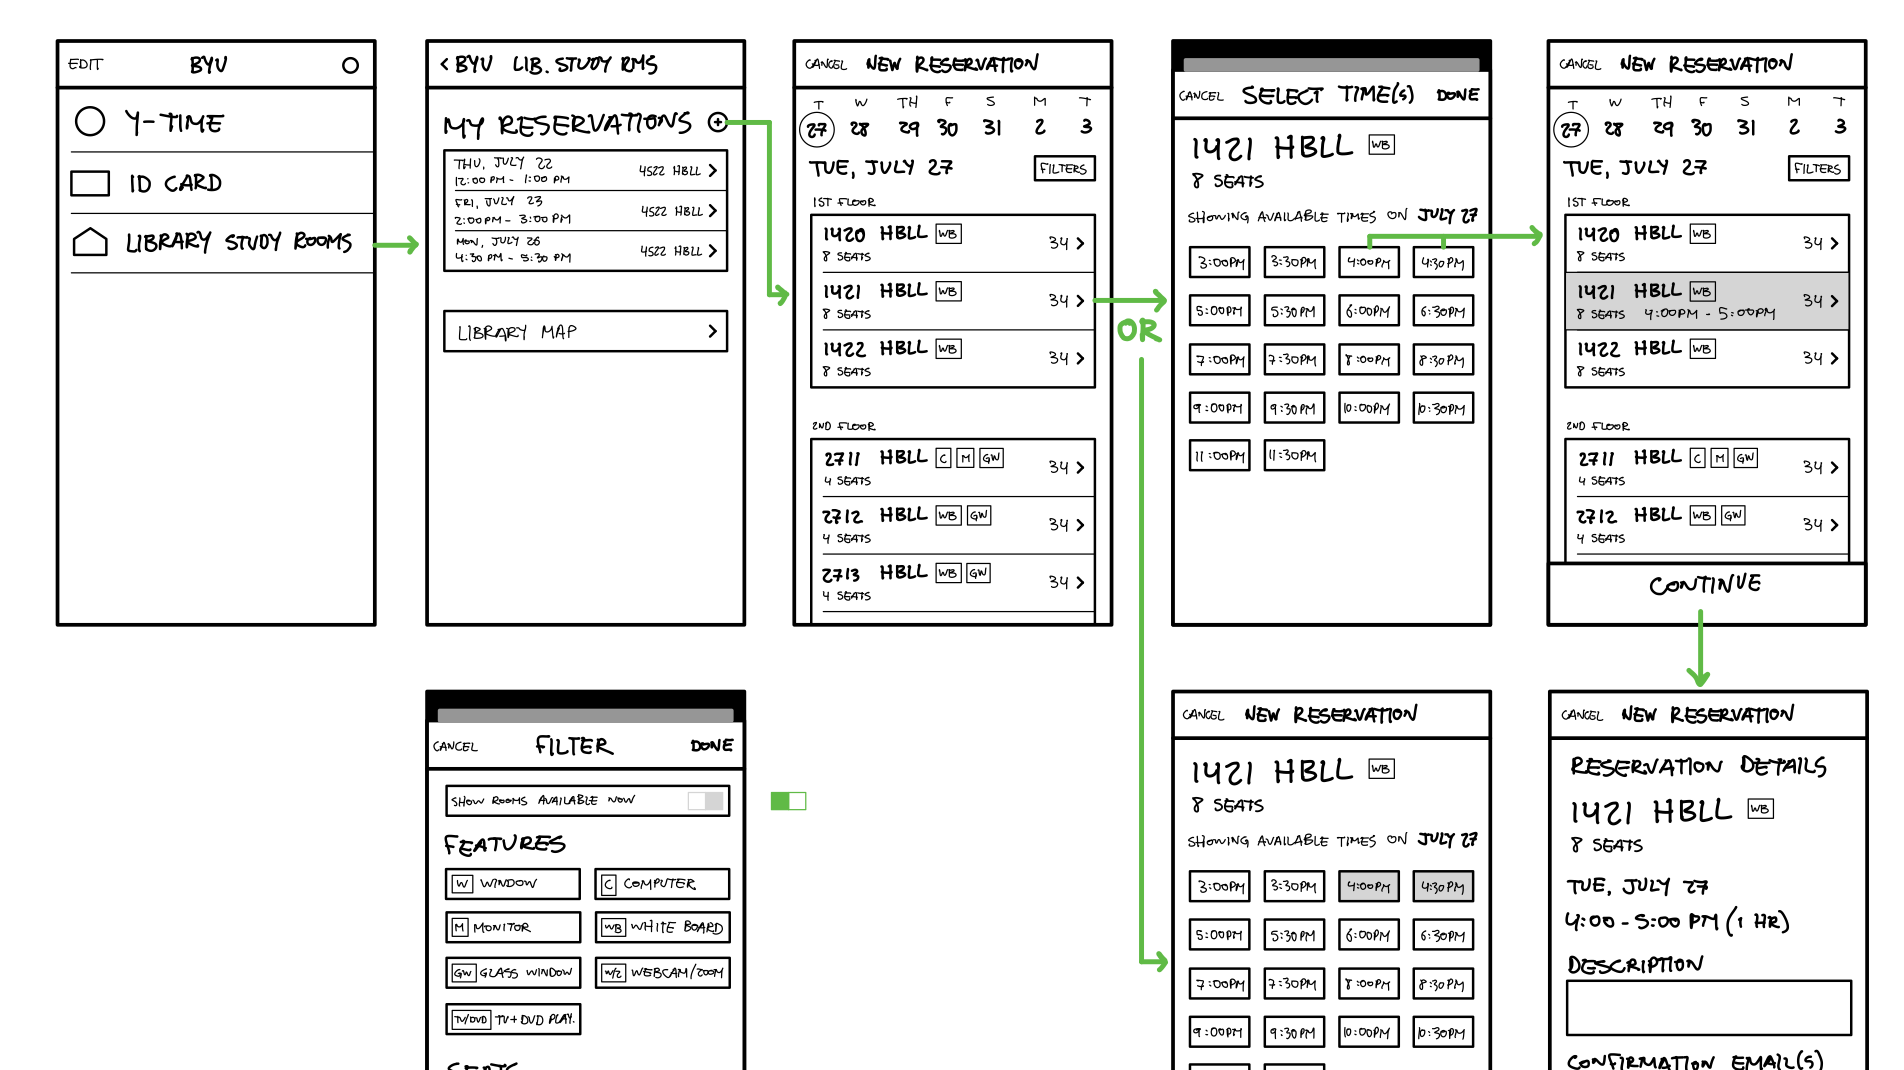 EDIT BYU
Y-TIME
ID CARD
LIBRARY STUDY ROOMS
< BYU LIB. STUDY RMS
MY RESERVATIONS +
THU, JULY 22
12:00 PM - 1:00 PM
4522 HBLL >
FRI, JULY 23
2:00 PM - 3:00 PM
4522 HBLL >
MON, JULY 26
4:30 PM - 5:30 PM
4522 HBLL >
LIBRARY MAP >
CANCEL NEW RESERVATION
T W TH F S M T
27 28 29 30 31 2 3
TUE, JULY 27 FILTERS
1ST FLOOR
1420 HBLL WB 34 >
8 SEATS
1421 HBLL WB 34 >
8 SEATS
1422 HBLL WB 34 >
8 SEATS
2ND FLOOR
2711 HBLL C M GW 34 >
4 SEATS
2712 HBLL WB GW 34 >
4 SEATS
2713 HBLL WB GW 34 >
4 SEATS
OR
CANCEL SELECT TIME(S) DONE
1421 HBLL WB
8 SEATS
SHOWING AVAILABLE TIMES ON JULY 27
3:00PM 3:30PM 4:00PM 4:30PM
5:00PM 5:30PM 6:00PM 6:30PM
7:00PM 7:30PM 8:00PM 8:30PM
9:00PM 9:30PM 10:00PM 10:30PM
11:00PM 11:30PM
CANCEL NEW RESERVATION
T W TH F S M T
27 28 29 30 31 2 3
TUE, JULY 27 FILTERS
1ST FLOOR
1420 HBLL WB 34 >
8 SEATS
1421 HBLL WB 34 >
8 SEATS 4:00PM - 5:00PM
1422 HBLL WB 34 >
8 SEATS
2ND FLOOR
2711 HBLL C M GW 34 >
4 SEATS
2712 HBLL WB GW 34 >
4 SEATS
CONTINUE
CANCEL FILTER DONE
SHOW ROOMS AVAILABLE NOW
FEATURES
W WINDOW C COMPUTER
M MONITOR WB WHITE BOARD
GW GLASS WINDOW W/Z WEBCAM/ZOOM
TV/DVD TV + DVD PLAY.
SEATS
CANCEL NEW RESERVATION
1421 HBLL WB
8 SEATS
SHOWING AVAILABLE TIMES ON JULY 27
3:00PM 3:30PM 4:00PM 4:30PM
5:00PM 5:30PM 6:00PM 6:30PM
7:00PM 7:30PM 8:00PM 8:30PM
9:00PM 9:30PM 10:00PM 10:30PM
CANCEL NEW RESERVATION
RESERVATION DETAILS
1421 HBLL WB
8 SEATS
TUE, JULY 27
4:00 - 5:00 PM (1 HR)
DESCRIPTION
CONFIRMATION EMAIL(S)